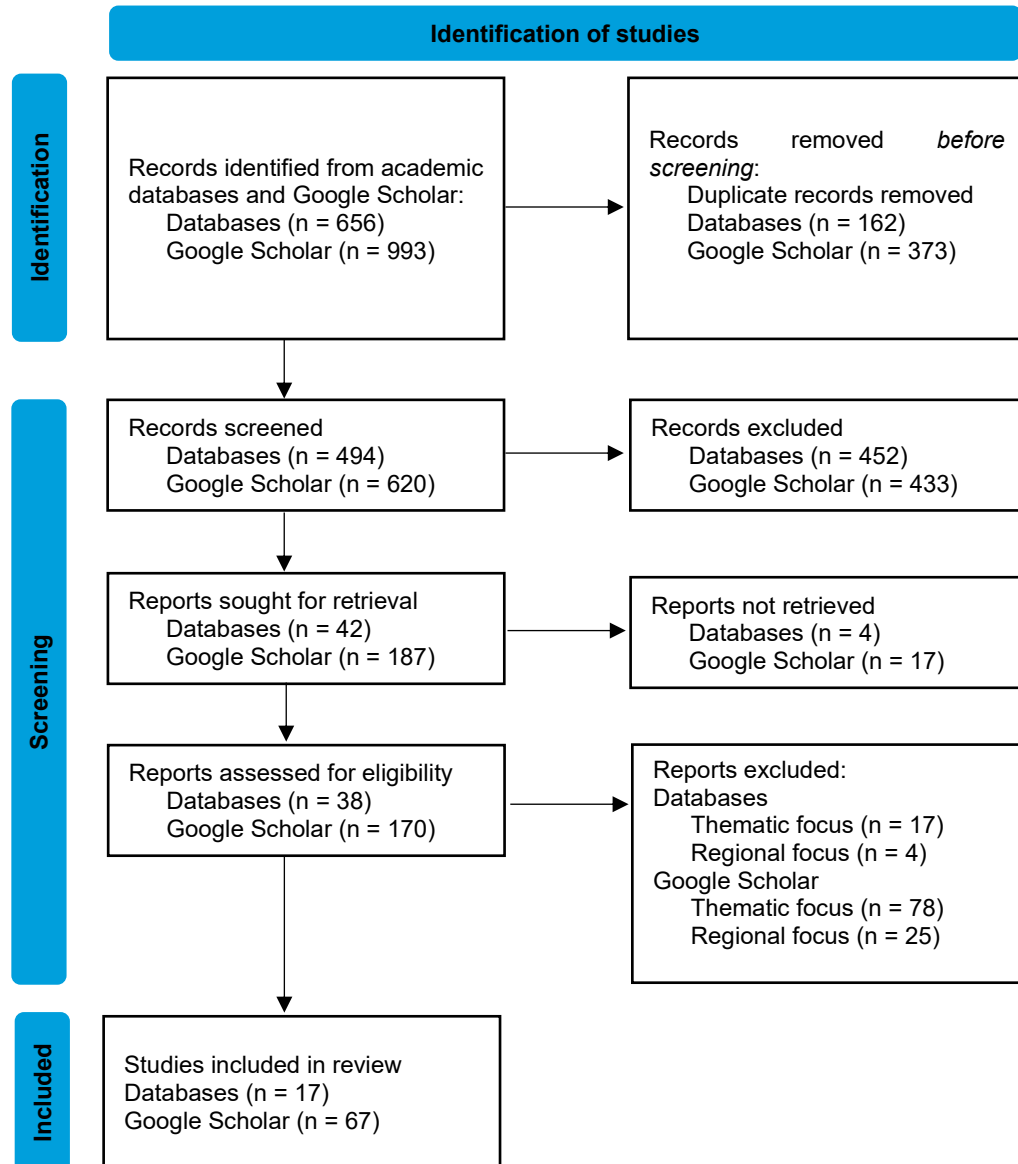 Identification of studies
Identification
Records identified from academic
databases and Google Scholar:
Databases (n = 656)
Google Scholar (n = 993)
Records removed before
screening:
Duplicate records removed
Databases (n = 162)
Google Scholar (n = 373)
Screening
Records screened
Databases (n = 494)
Google Scholar (n = 620)
Records excluded
Databases (n = 452)
Google Scholar (n = 433)
Reports sought for retrieval
Databases (n = 42)
Google Scholar (n = 187)
Reports not retrieved
Databases (n = 4)
Google Scholar (n = 17)
Reports assessed for eligibility
Databases (n = 38)
Google Scholar (n = 170)
Reports excluded:
Databases
Thematic focus (n = 17)
Regional focus (n = 4)
Google Scholar
Thematic focus (n = 78)
Regional focus (n = 25)
Included
Studies included in review
Databases (n = 17)
Google Scholar (n = 67)